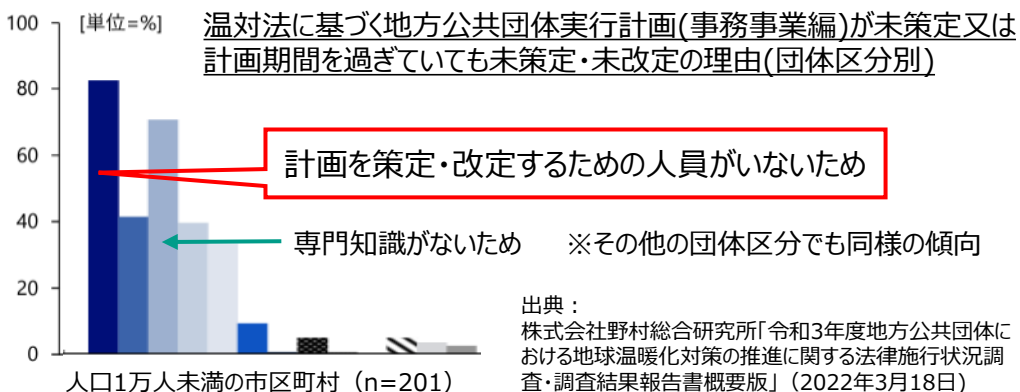 温対法に基づく地方公共団体実行計画(事務事業編)が未策定又は
計画期間を過ぎていても未策定・未改定の理由(団体区分別)
[単位=%]
100
80
60
40
20
0
計画を策定・改定するための人員がいないため
専門知識がないため ※その他の団体区分でも同様の傾向
人口1万人未満の市区町村（n=201）
出典：
株式会社野村総合研究所「令和3年度地方公共団体に
おける地球温暖化対策の推進に関する法律施行状況調
査・調査結果報告書概要版」（2022年3月18日）